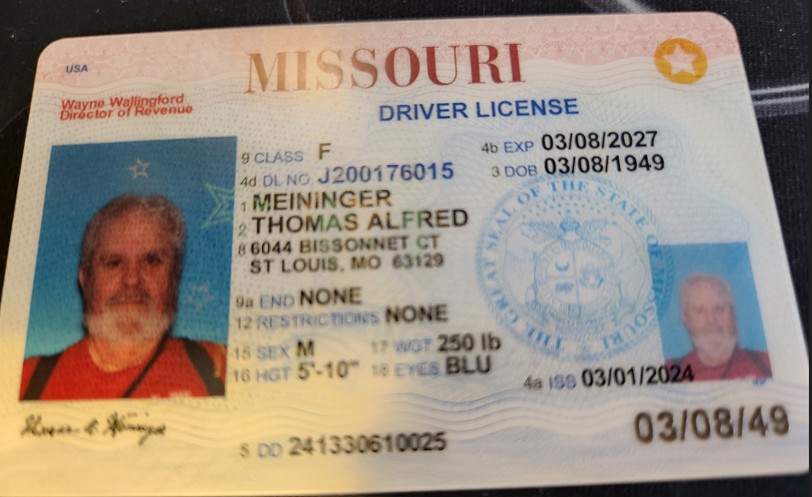 USA
MISSOURI
Wayne Wallingford
Director of Revenue
DRIVER LICENSE
9 CLASS F
4b EXP 03/08/2027
4d DL NO. J200176015
3 DOB 03/08/1949
1 MEININGER
2 THOMAS ALFRED
8 6044 BISSONNET CT
ST LOUIS, MO 63129
THE GREAT SEAL OF THE STATE OF MISSOURI
9a END NONE
12 RESTRICTIONS NONE
15 SEX M
17 WGT 250 lb
16 HGT 5'-10"
18 EYES BLU
4a ISS 03/01/2024
5 DD 241330610025
03/08/49